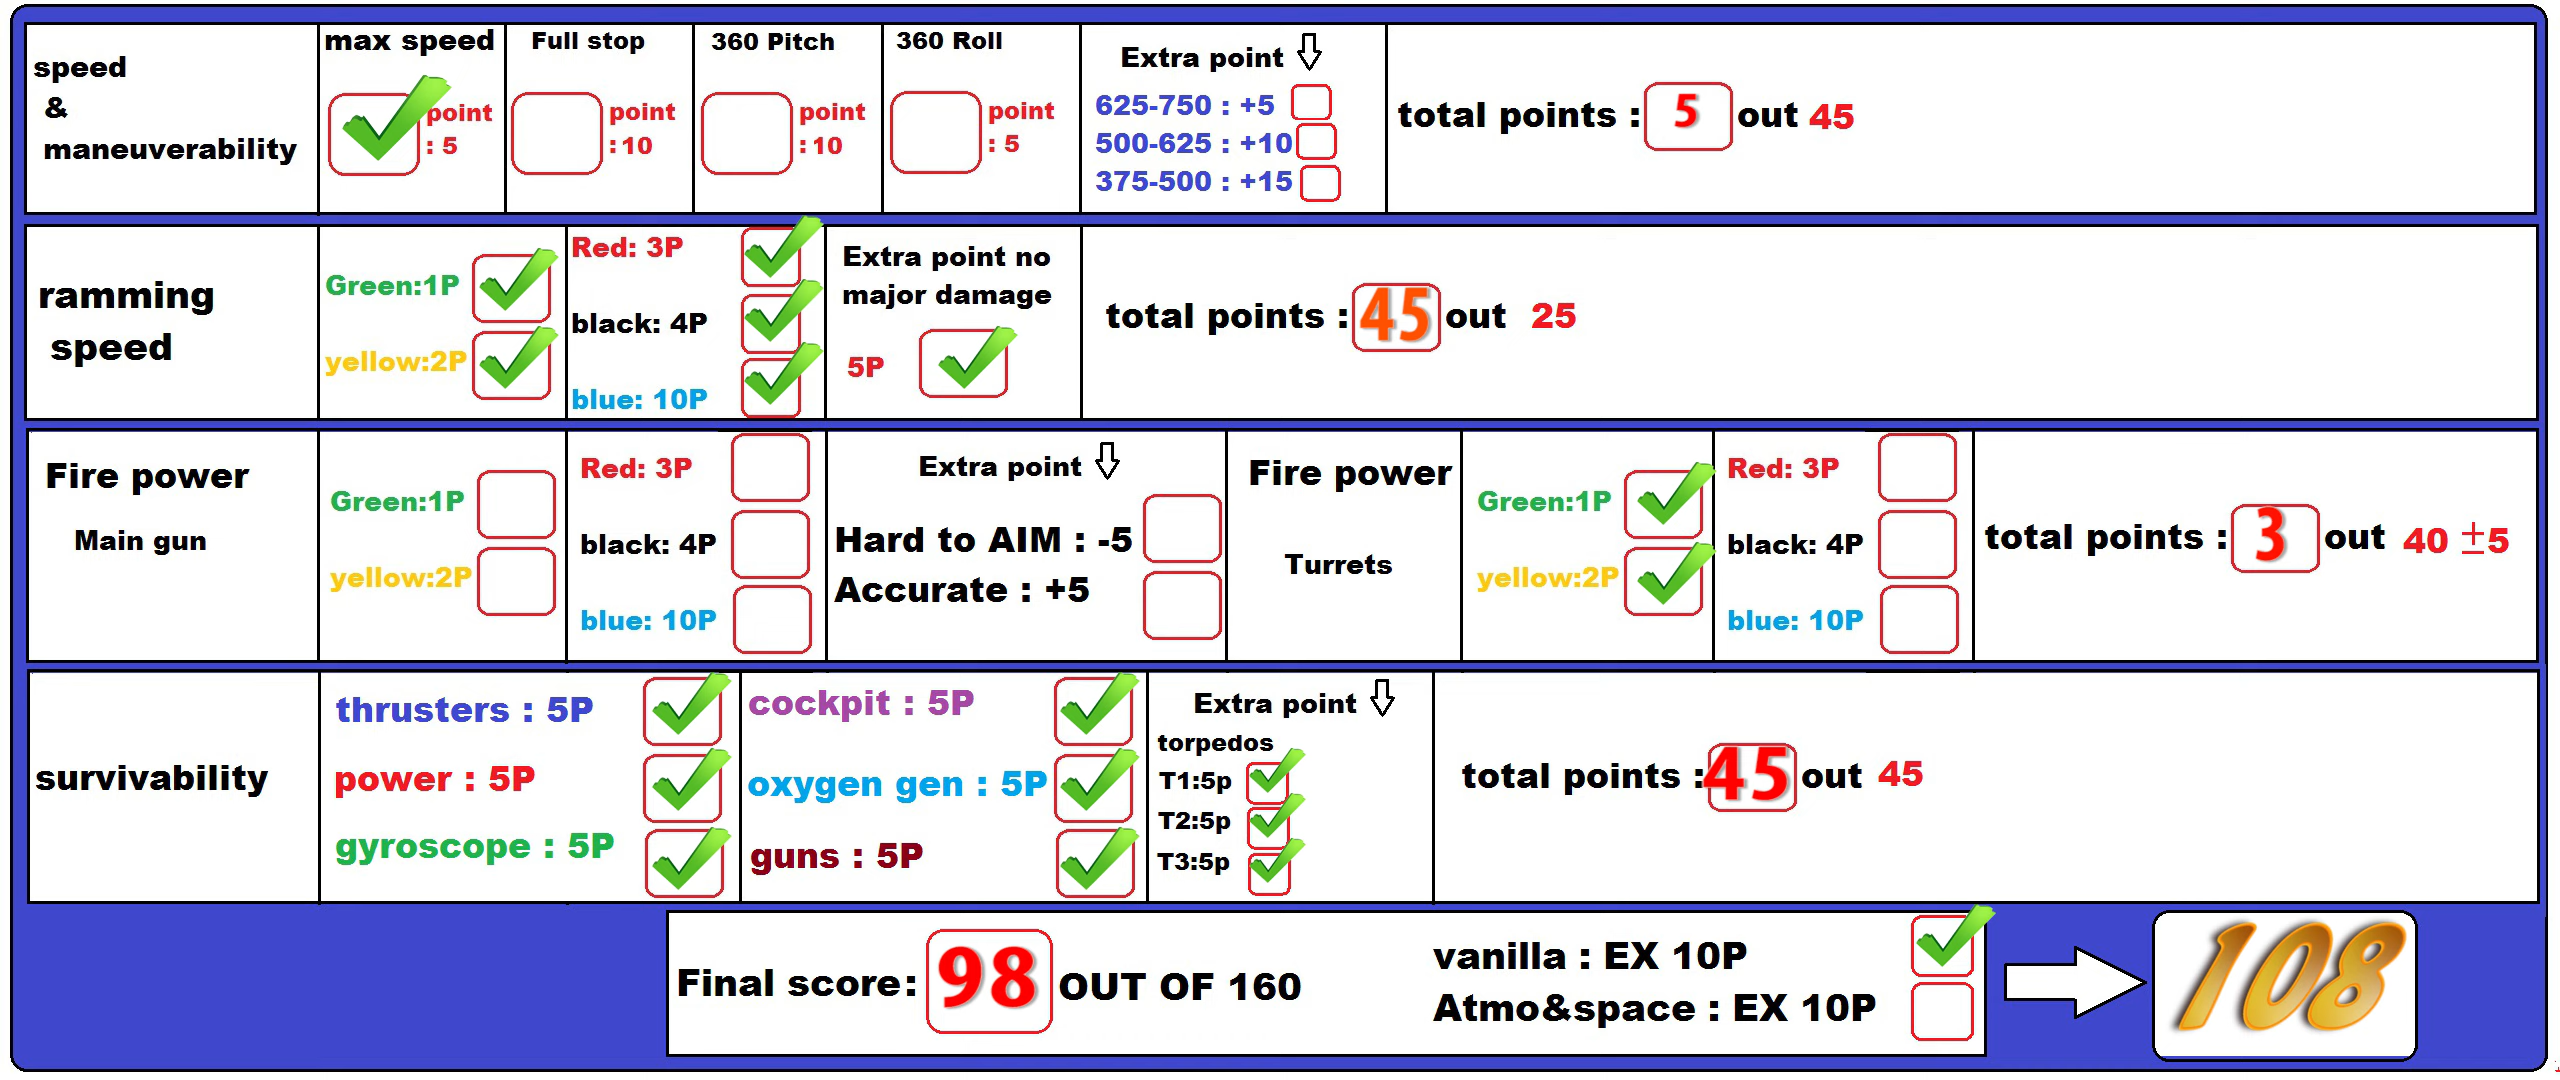 speed
&
maneuverability
max speed
point
: 5
Full stop
point
: 10
360 Pitch
point
: 10
360 Roll
point
: 5
Extra point
625-750 : +5
500-625 : +10
375-500 : +15
total points : 5 out 45
ramming
speed
Green:1P
yellow:2P
Red: 3P
black: 4P
blue: 10P
Extra point no
major damage
5P
total points : 45 out 25
Fire power
Main gun
Green:1P
yellow:2P
Red: 3P
black: 4P
blue: 10P
Extra point
Hard to AIM : -5
Accurate : +5
Fire power
Turrets
Green:1P
yellow:2P
Red: 3P
black: 4P
blue: 10P
total points : 3 out 40 ±5
survivability
thrusters : 5P
power : 5P
gyroscope : 5P
cockpit : 5P
oxygen gen : 5P
guns : 5P
Extra point
torpedos
T1:5p
T2:5p
T3:5p
total points : 45 out 45
Final score: 98 OUT OF 160
vanilla : EX 10P
Atmo&space : EX 10P
108